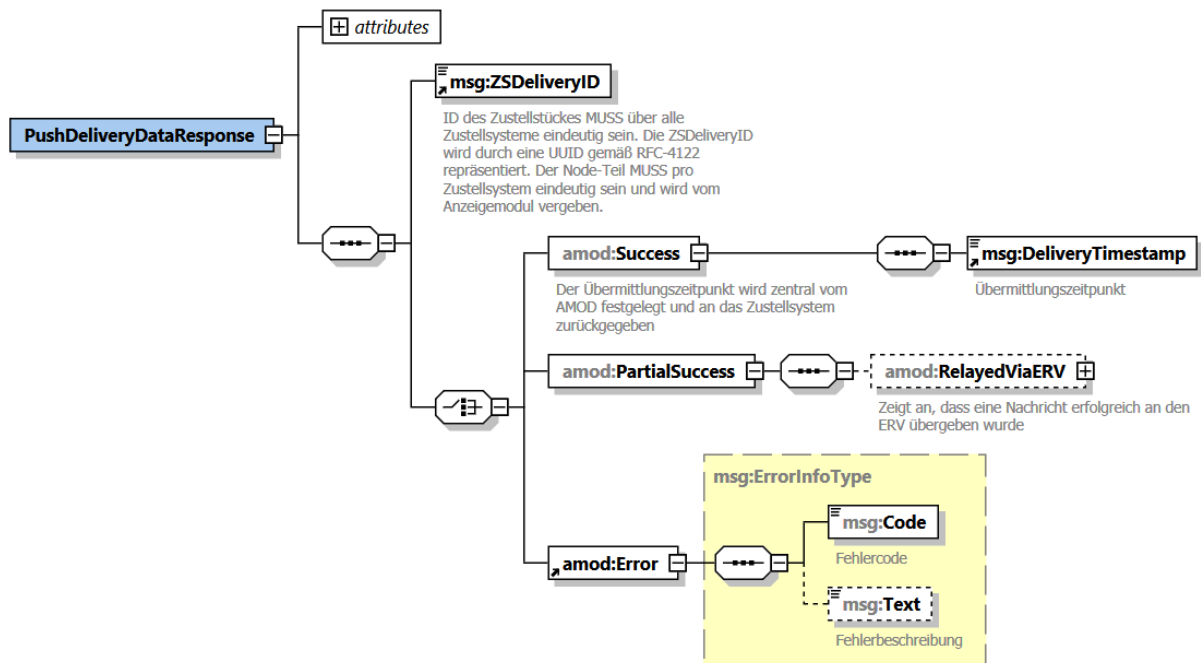 attributes
msg:ZSDeliveryID
ID des Zustellstückes MUSS über alle
Zustellsysteme eindeutig sein. Die ZSDeliveryID
wird durch eine UUID gemäß RFC-4122
repräsentiert. Der Node-Teil MUSS pro
Zustellsystem eindeutig sein und wird vom
Anzeigemodul vergeben.
PushDeliveryDataResponse
amod:Success
Der Übermittlungszeitpunkt wird zentral vom
AMOD festgelegt und an das Zustellsystem
zurückgegeben
msg:DeliveryTimestamp
Übermittlungszeitpunkt
amod:PartialSuccess
amod:RelayedViaERV
Zeigt an, dass eine Nachricht erfolgreich an den
ERV übergeben wurde
msg:ErrorInfoType
amod:Error
msg:Code
Fehlercode
msg:Text
Fehlerbeschreibung